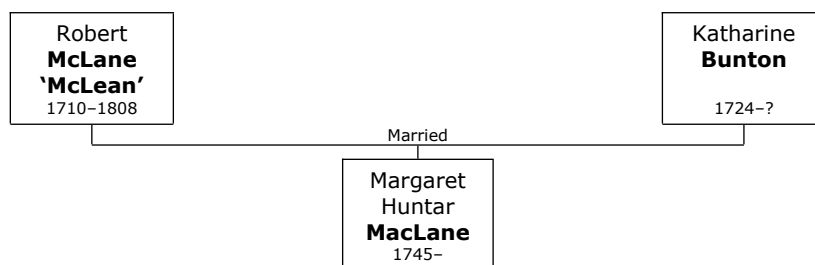 Robert
McLane
‘McLean’
1710–1808
Katharine
Bunton
1724–?
Married
Margaret
Huntar
MacLane
1745–